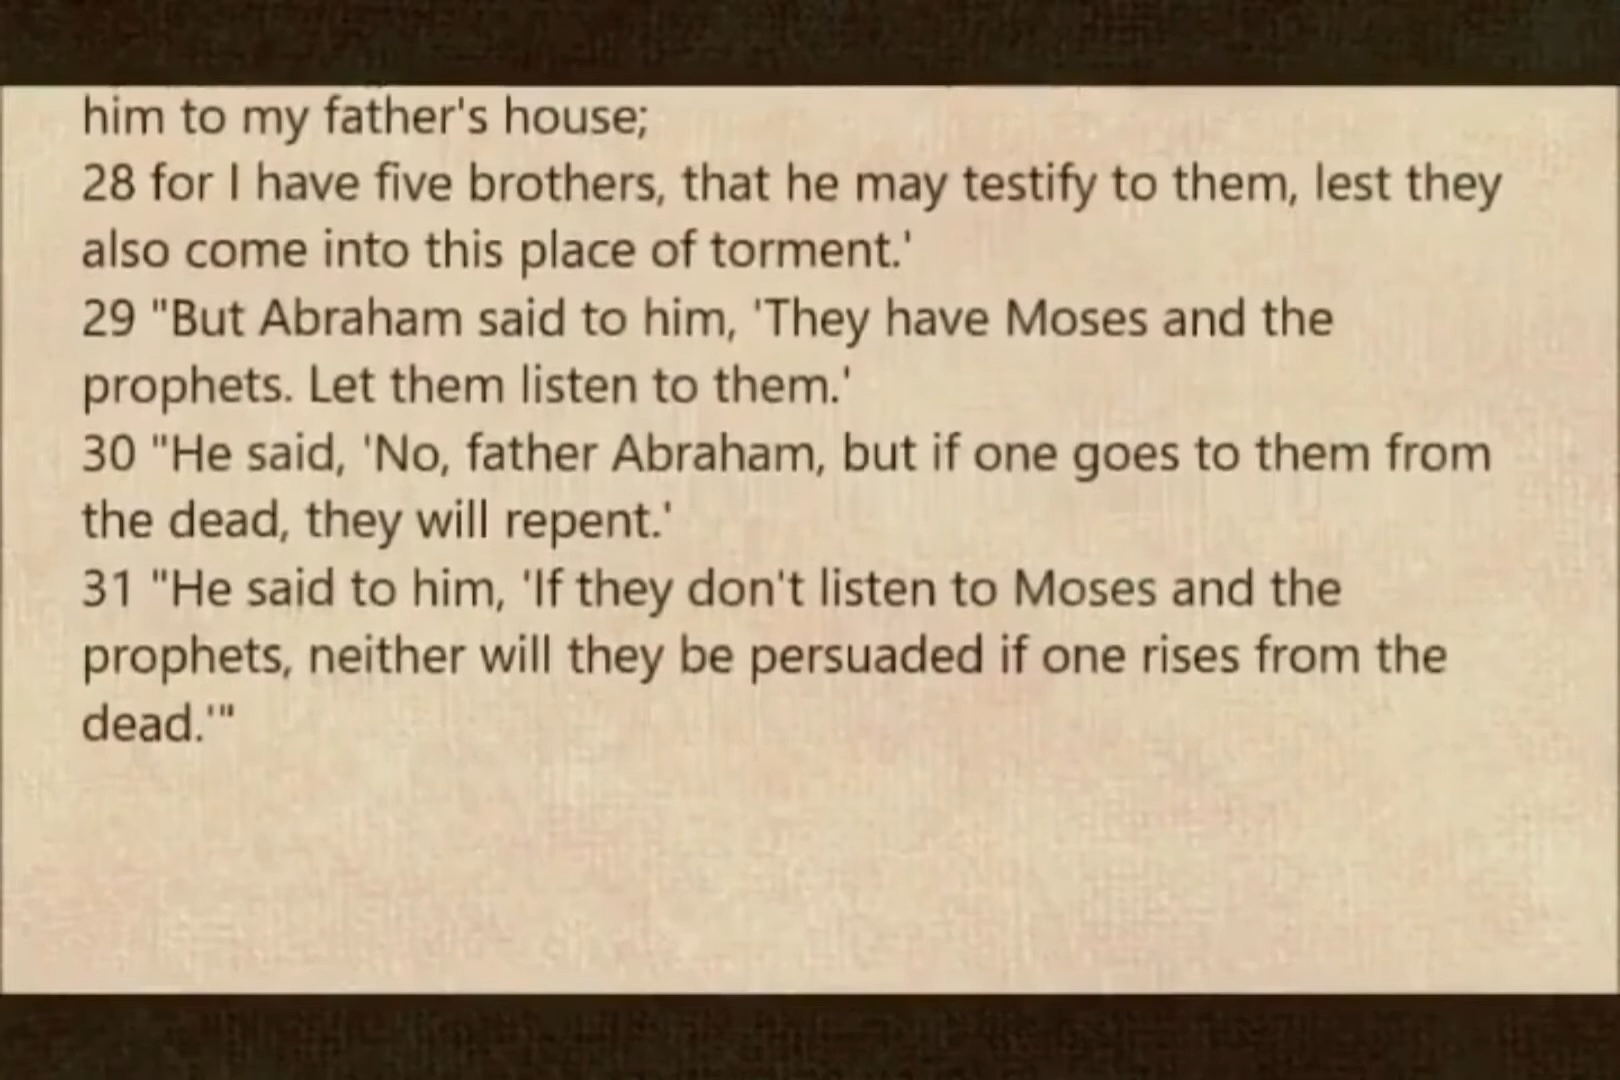 him to my father's house;
28 for I have five brothers, that he may testify to them, lest they
also come into this place of torment.'
29 "But Abraham said to him, 'They have Moses and the
prophets. Let them listen to them.'
30 "He said, 'No, father Abraham, but if one goes to them from
the dead, they will repent.'
31 "He said to him, 'If they don't listen to Moses and the
prophets, neither will they be persuaded if one rises from the
dead.'"